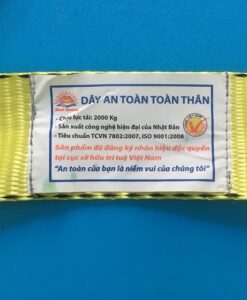 DÂY AN TOÀN TOÀN THÂN
- Chịu lực tải: 2000 Kg
- Sản xuất công nghệ hiện đại của Nhật Bản
- Tiêu chuẩn TCVN 7802:2007, ISO 9001:2008
Sản phẩm đã đăng ký nhãn hiệu độc quyền
tại cục sở hữu trí tuệ Việt Nam
“An toàn của bạn là niềm vui của chúng tôi”